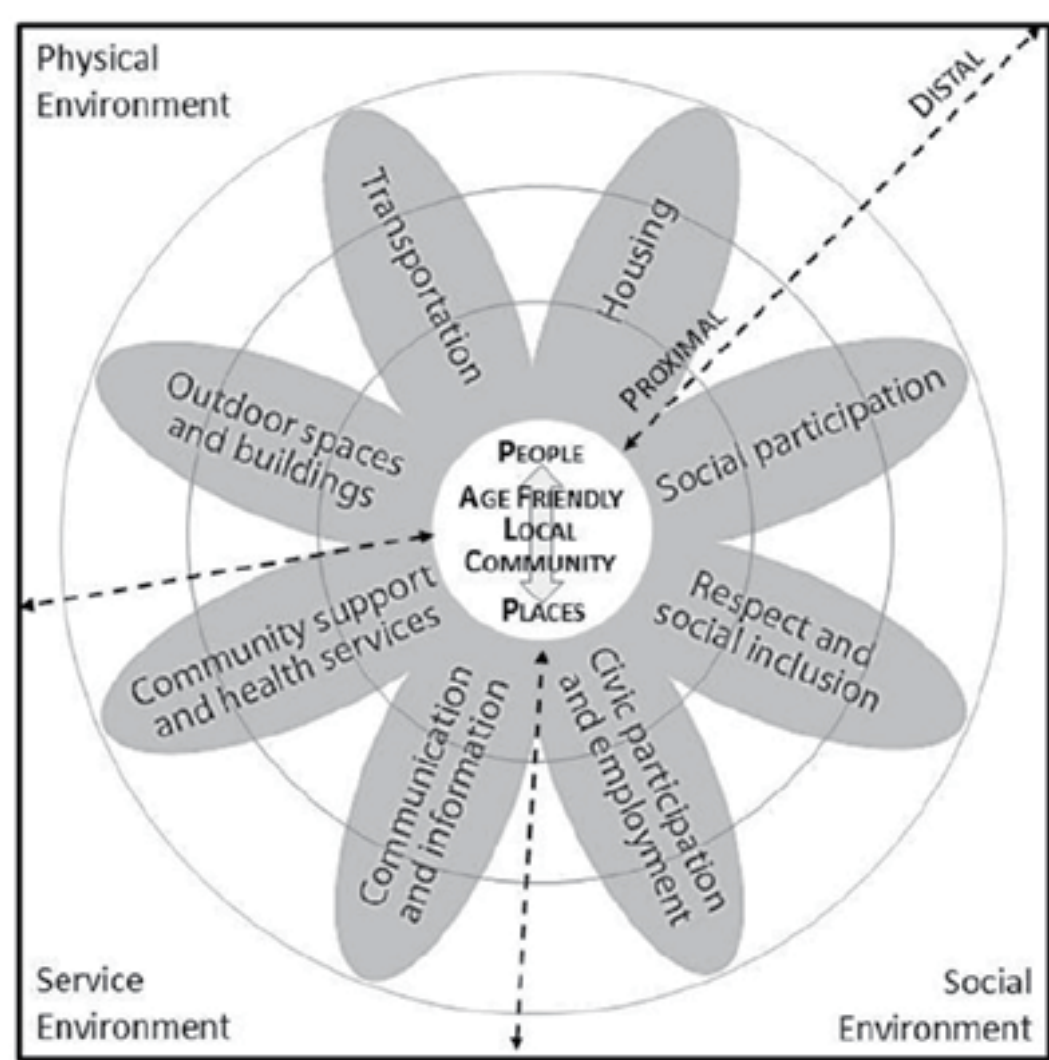 Physical
Environment
DISTAL
Transportation
Housing
PROXIMAL
Outdoor spaces
and buildings
Social participation
PEOPLE
AGE FRIENDLY
LOCAL
COMMUNITY
PLACES
Community support
and health services
Respect and
social inclusion
Communication
and information
Civic participation
and employment
Service
Environment
Social
Environment